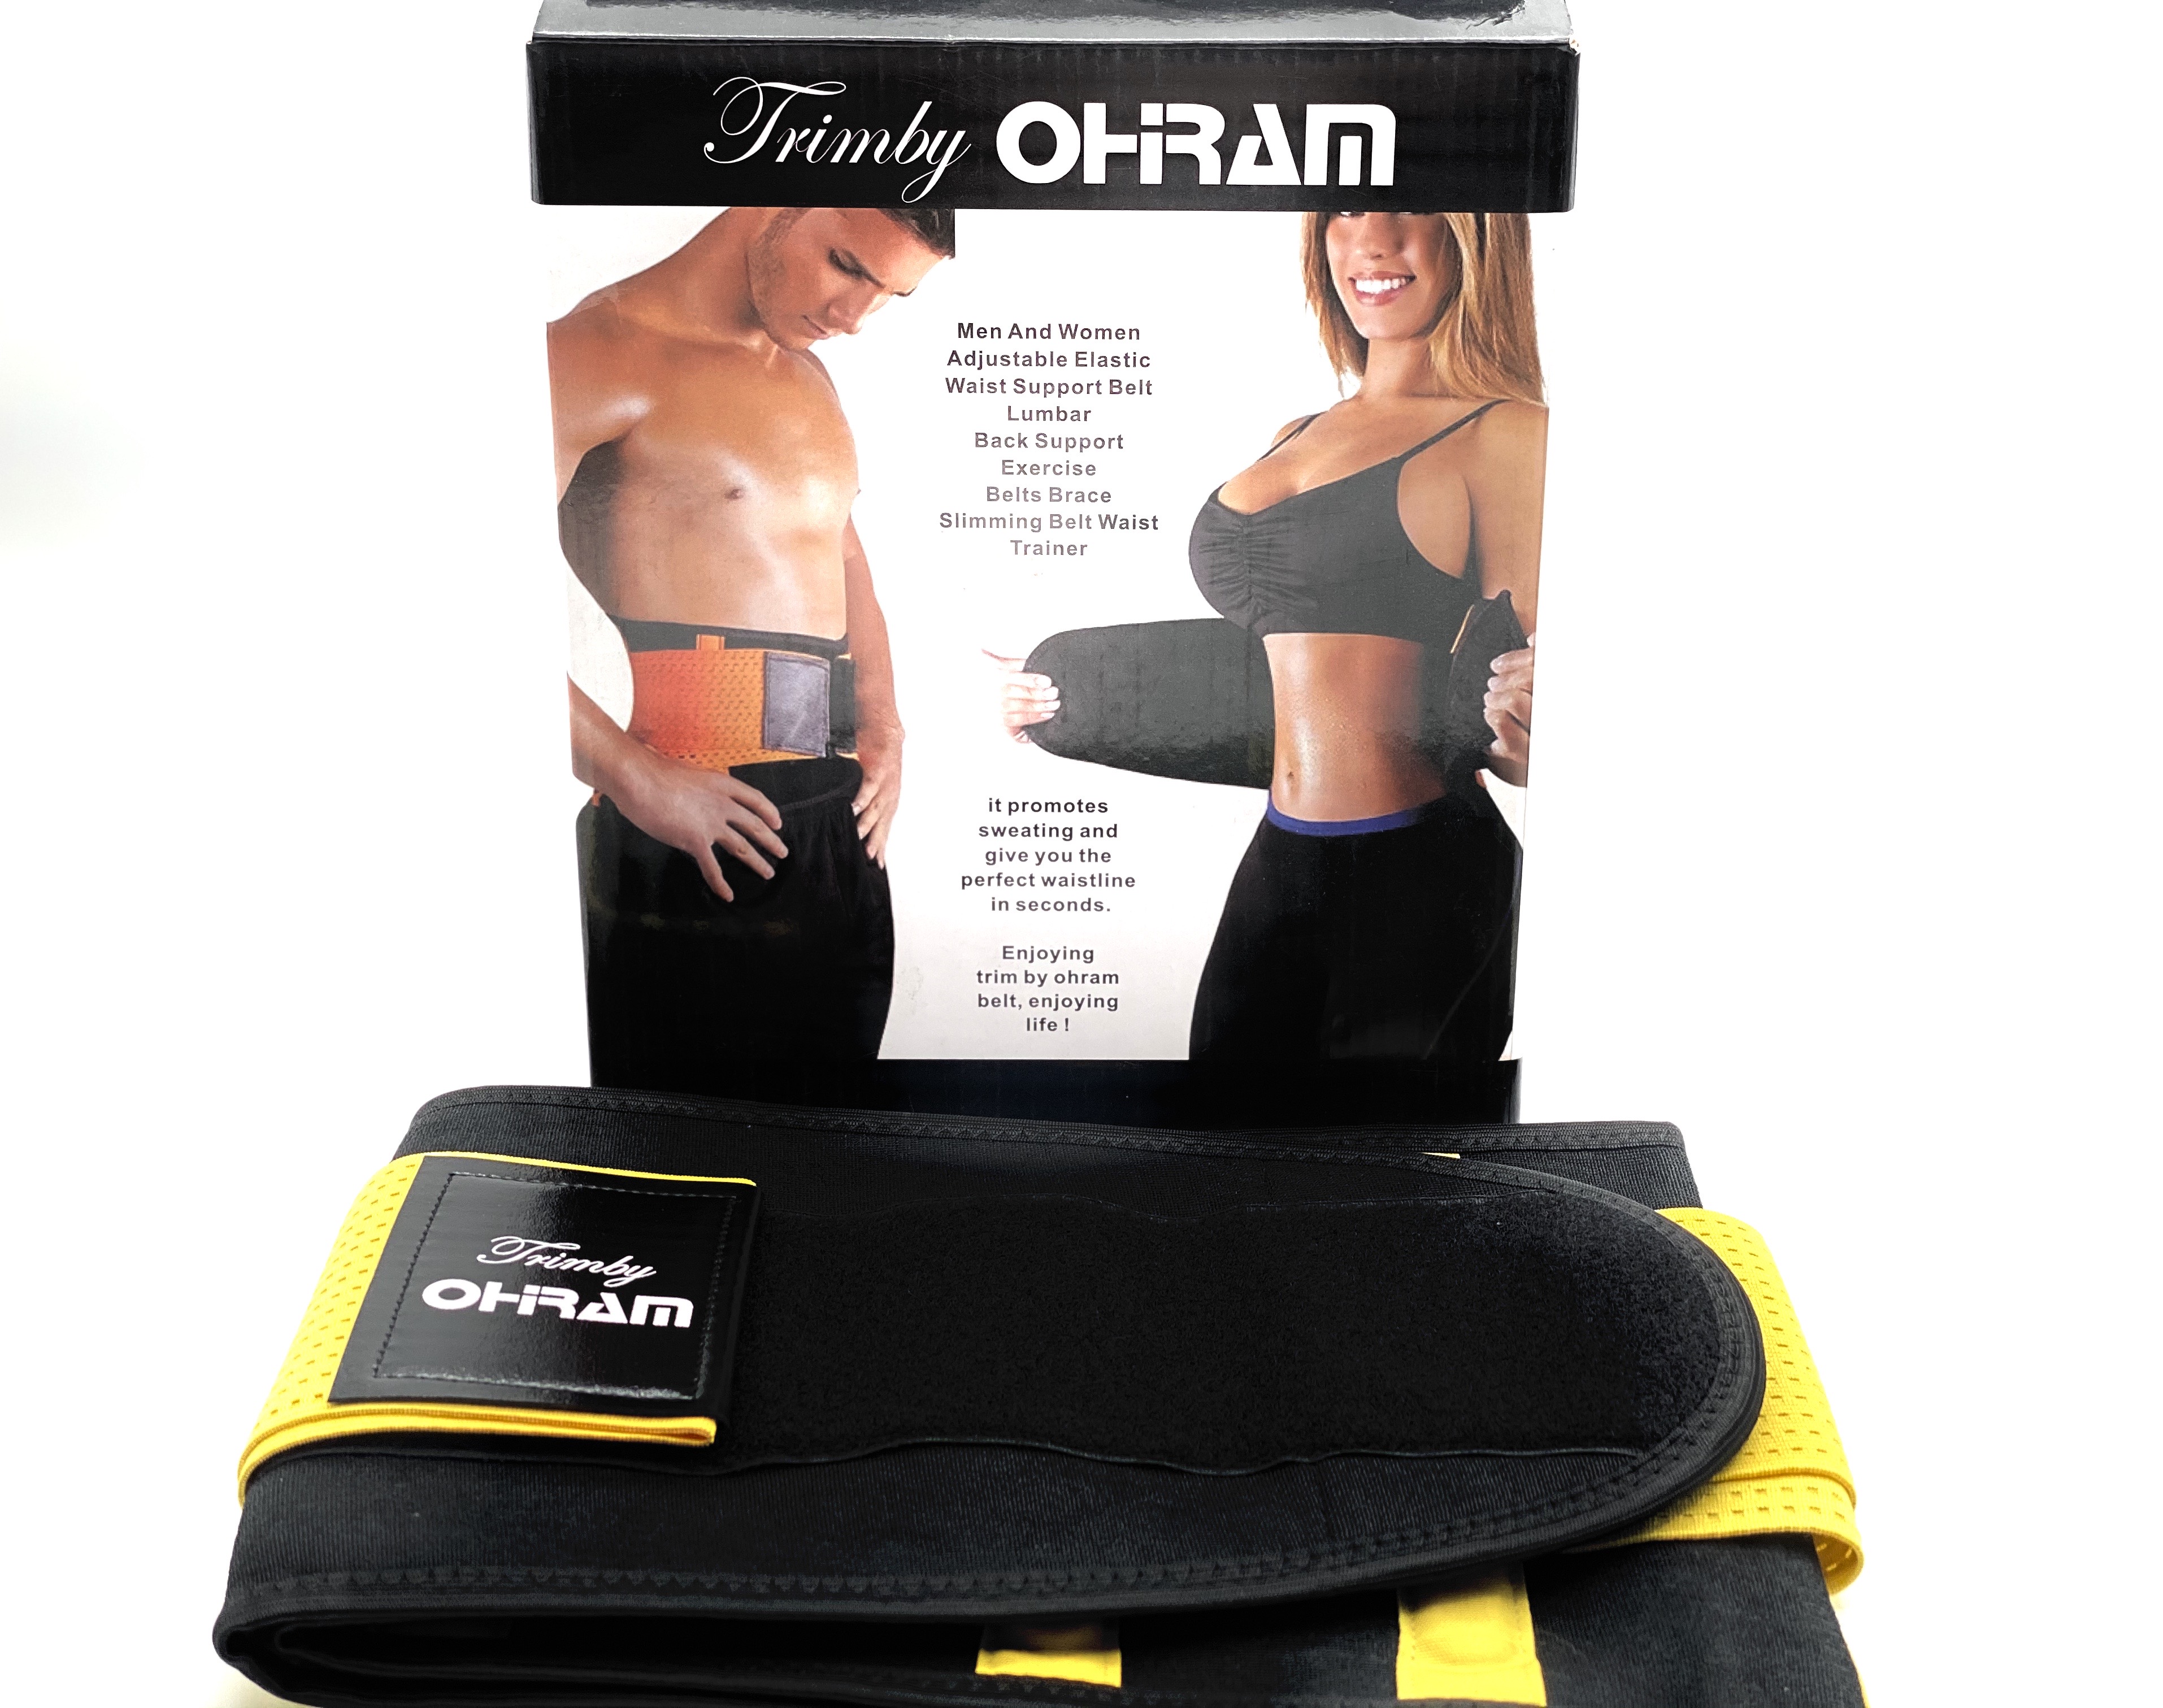 Trimby OHRAM
Men And Women
Adjustable Elastic
Waist Support Belt
Lumbar
Back Support
Exercise
Belts Brace
Slimming Belt Waist
Trainer
it promotes
sweating and
give you the
perfect waistline
in seconds.
Enjoying
trim by ohram
belt, enjoying
life !
Trimby
OHRAM